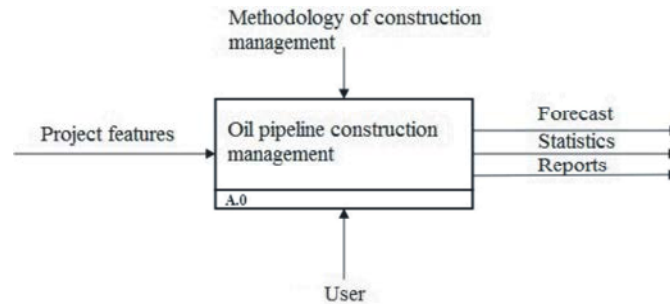 Methodology of construction
management
Project features
Oil pipeline construction
management
A.0
Forecast
Statistics
Reports
User